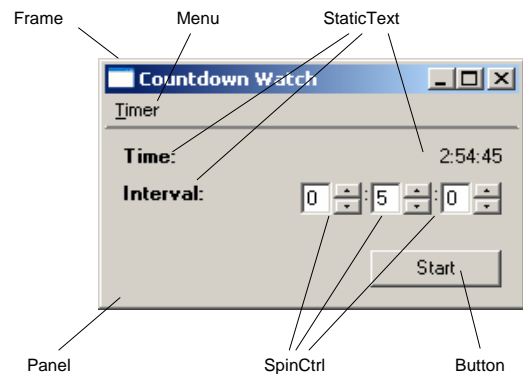 Frame Menu StaticText
Countdown Watch
Timer
Time: 2:54:45
Interval: 0 : 5 : 0
Start
Panel SpinCtrl Button